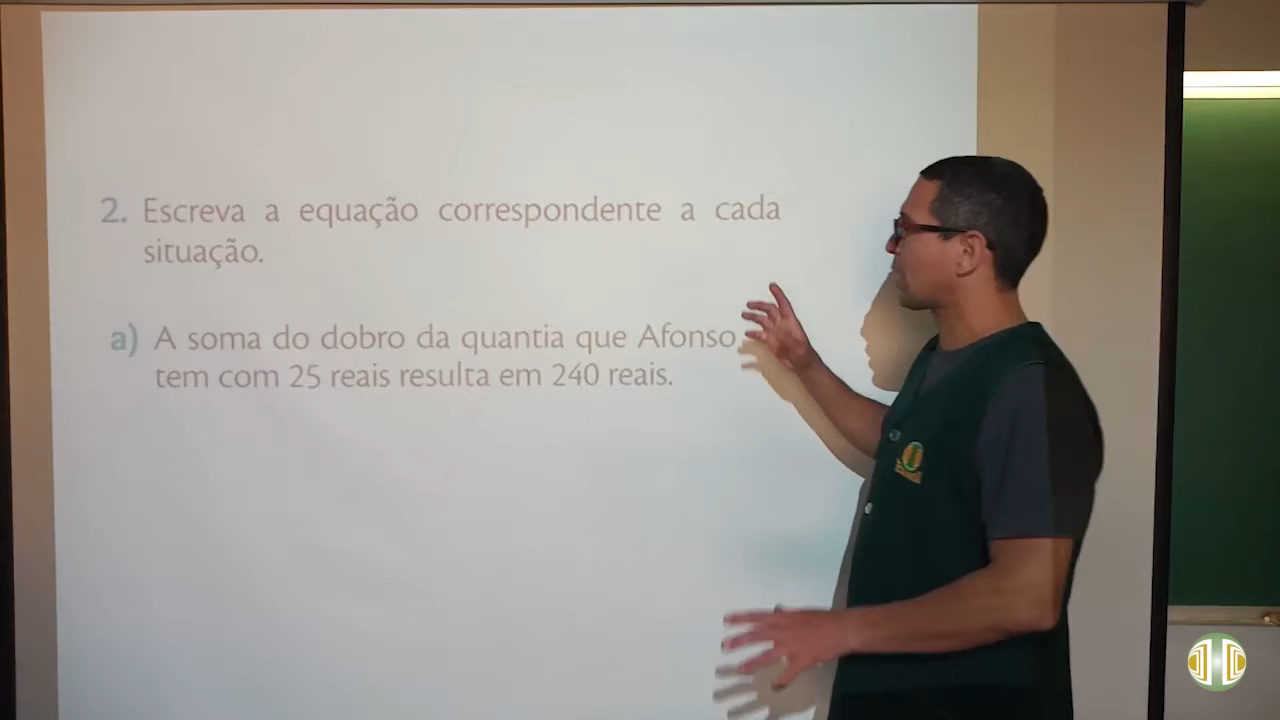 2. Escreva a equação correspondente a cada
situação.
a) A soma do dobro da quantia que Afonso
tem com 25 reais resulta em 240 reais.